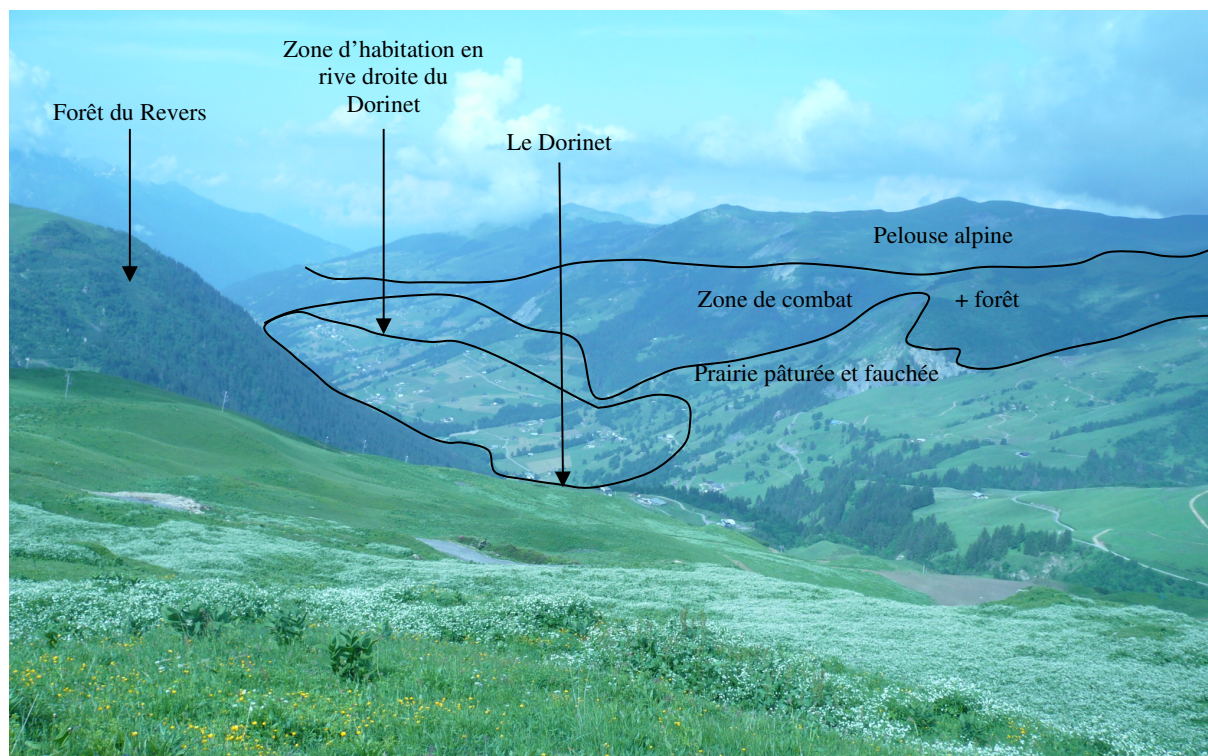 Zone d’habitation en
rive droite du
Dorinet
Forêt du Revers
Le Dorinet
Pelouse alpine
Zone de combat + forêt
Prairie pâturée et fauchée